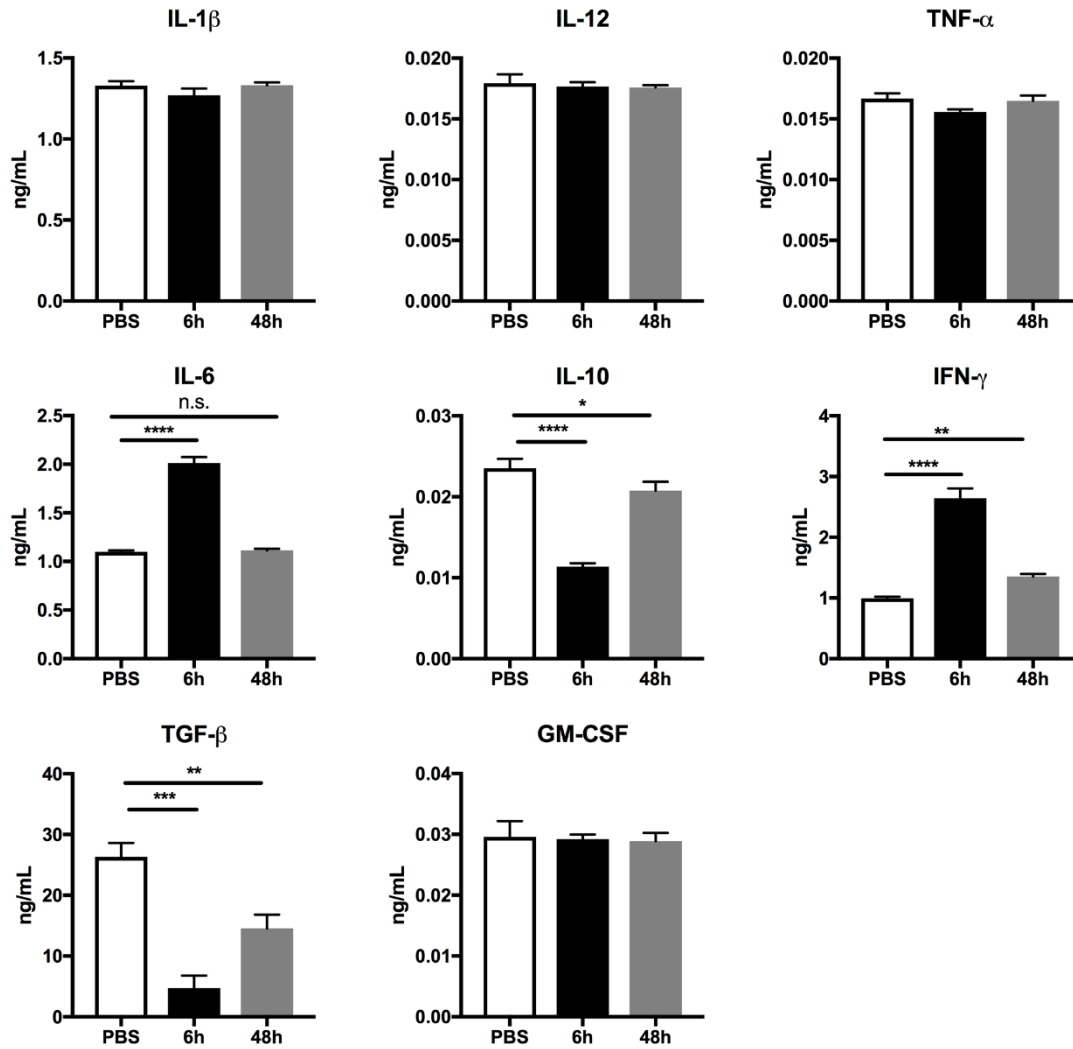 IL-1β
1.5
1.0
0.5
0.0
ng/mL
PBS 6h 48h
IL-12
0.020
0.015
0.010
0.005
0.000
ng/mL
PBS 6h 48h
TNF-α
0.020
0.015
0.010
0.005
0.000
ng/mL
PBS 6h 48h
IL-6
n.s.
****
2.5
2.0
1.5
1.0
0.5
0.0
ng/mL
PBS 6h 48h
IL-10
*
****
0.03
0.02
0.01
0.00
ng/mL
PBS 6h 48h
IFN-γ
**
****
4
3
2
1
0
ng/mL
PBS 6h 48h
TGF-β
**
***
40
30
20
10
0
ng/mL
PBS 6h 48h
GM-CSF
0.04
0.03
0.02
0.01
0.00
ng/mL
PBS 6h 48h